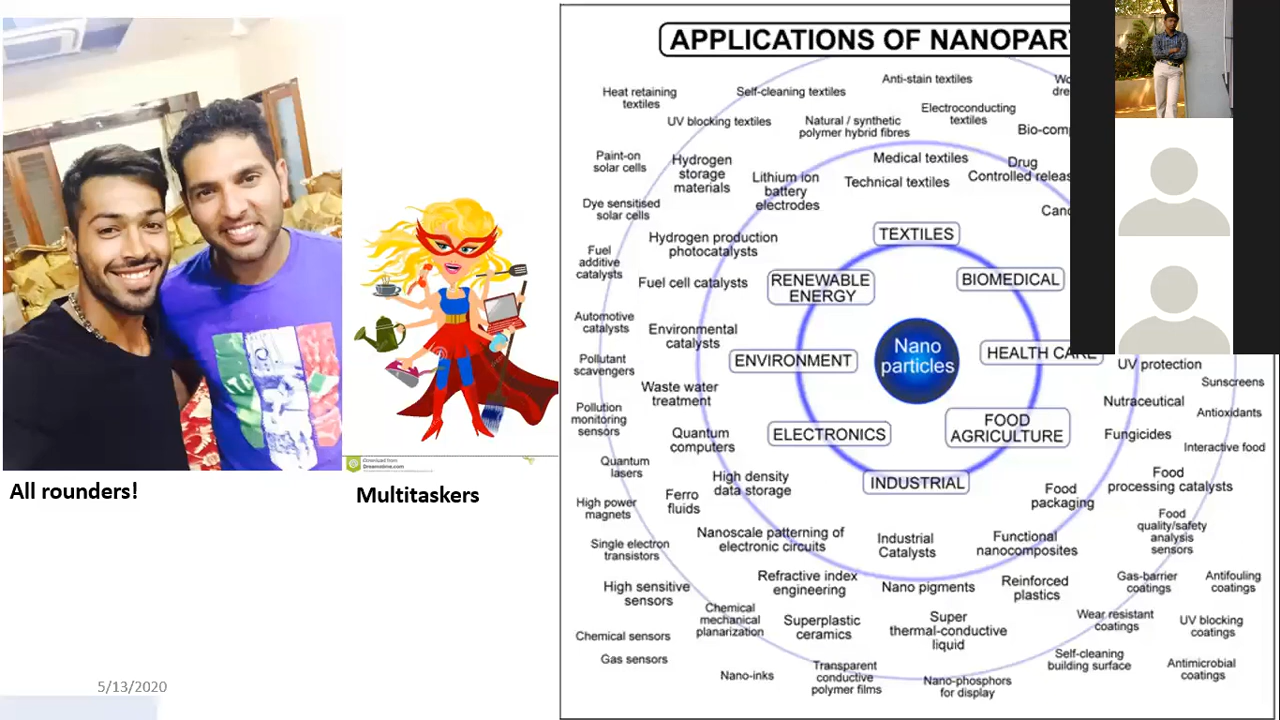 All rounders!
Multitaskers
5/13/2020
Download from
Dreamstime.com
APPLICATIONS OF NANOPAR
Anti-stain textiles
Heat retaining
textiles
Self-cleaning textiles
Electroconducting
textiles
UV blocking textiles
Natural / synthetic
polymer hybrid fibres
Bio-comp
Paint-on
solar cells
Hydrogen
storage
materials
Lithium ion
battery
electrodes
Medical textiles
Technical textiles
Drug
Controlled releas
Dye sensitised
solar cells
Canc
TEXTILES
Hydrogen production
photocatalysts
Fuel
additive
catalysts
Fuel cell catalysts
RENEWABLE
ENERGY
BIOMEDICAL
Automotive
catalysts
Environmental
catalysts
Nano
particles
HEALTH CARE
ENVIRONMENT
Pollutant
scavengers
UV protection
Sunscreens
Waste water
treatment
Nutraceutical
Antioxidants
Pollution
monitoring
sensors
Quantum
computers
ELECTRONICS
FOOD
AGRICULTURE
Fungicides
Interactive food
Quantum
lasers
High density
data storage
INDUSTRIAL
Food
packaging
Food
processing catalysts
High power
magnets
Ferro
fluids
Food
quality/safety
analysis
sensors
Single electron
transistors
Nanoscale patterning of
electronic circuits
Industrial
Catalysts
Functional
nanocomposites
High sensitive
sensors
Refractive index
engineering
Nano pigments
Reinforced
plastics
Gas-barrier
coatings
Antifouling
coatings
Chemical
mechanical
planarization
Superplastic
ceramics
Super
thermal-conductive
liquid
Wear resistant
coatings
UV blocking
coatings
Chemical sensors
Gas sensors
Self-cleaning
building surface
Antimicrobial
coatings
Nano-inks
Transparent
conductive
polymer films
Nano-phosphors
for display